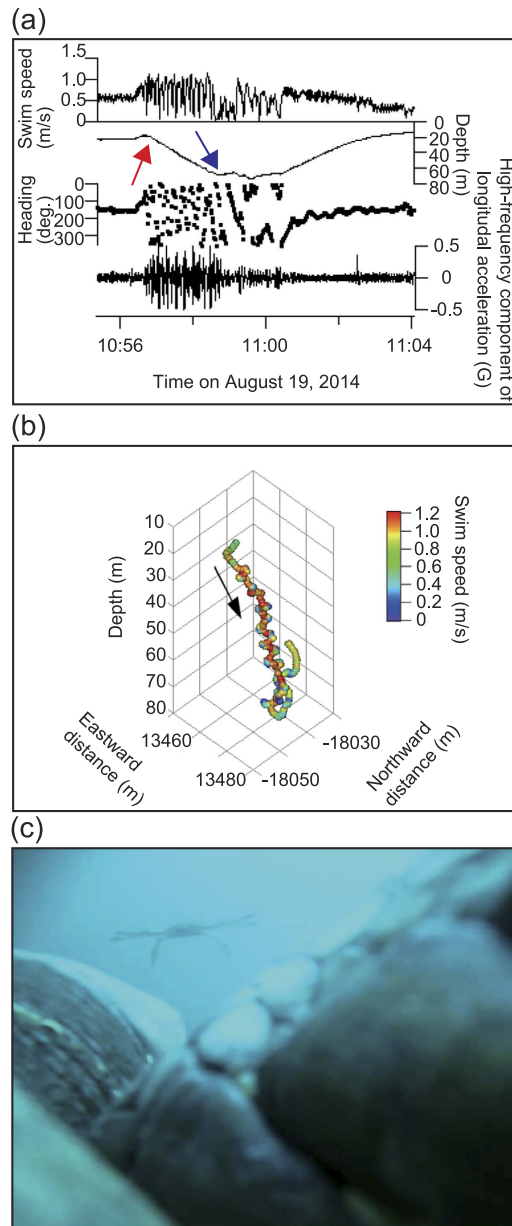 (a)
Swim speed
(m/s)
1.5
1.0
0.5
0
0
20
40
60
80
Depth
(m)
Heading
(deg.)
0
100
200
300
0.5
0
-0.5
High-frequency component of
longitudal acceleration (G)
10:56
11:00
11:04
Time on August 19, 2014
(b)
Depth (m)
10
20
30
40
50
60
70
80
1.2
1.0
0.8
0.6
0.4
0.2
0
Swim speed (m/s)
Eastward
distance (m)
13460
13480
-18050
-18030
Northward
distance (m)
(c)